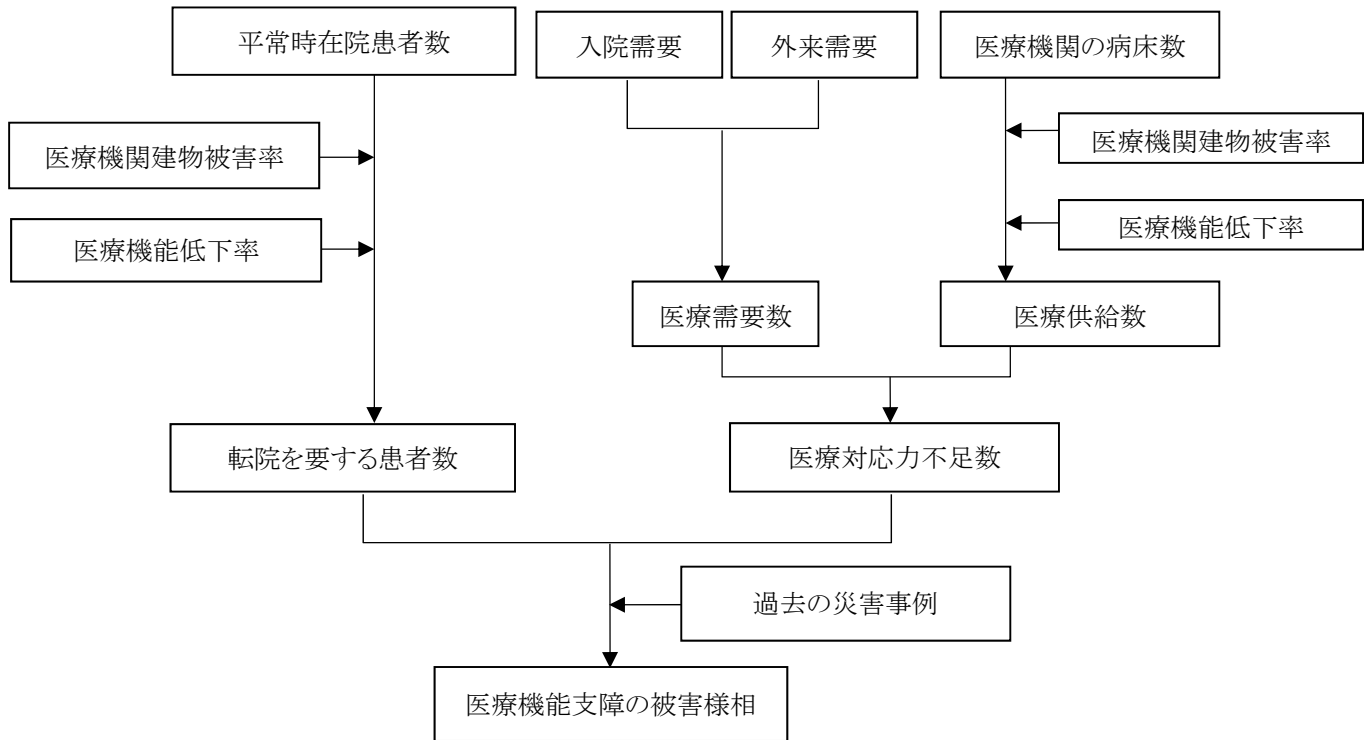 平常時在院患者数
入院需要
外来需要
医療機関の病床数
医療機関建物被害率
医療機関建物被害率
医療機能低下率
医療機能低下率
医療需要数
医療供給数
転院を要する患者数
医療対応力不足数
過去の災害事例
医療機能支障の被害様相